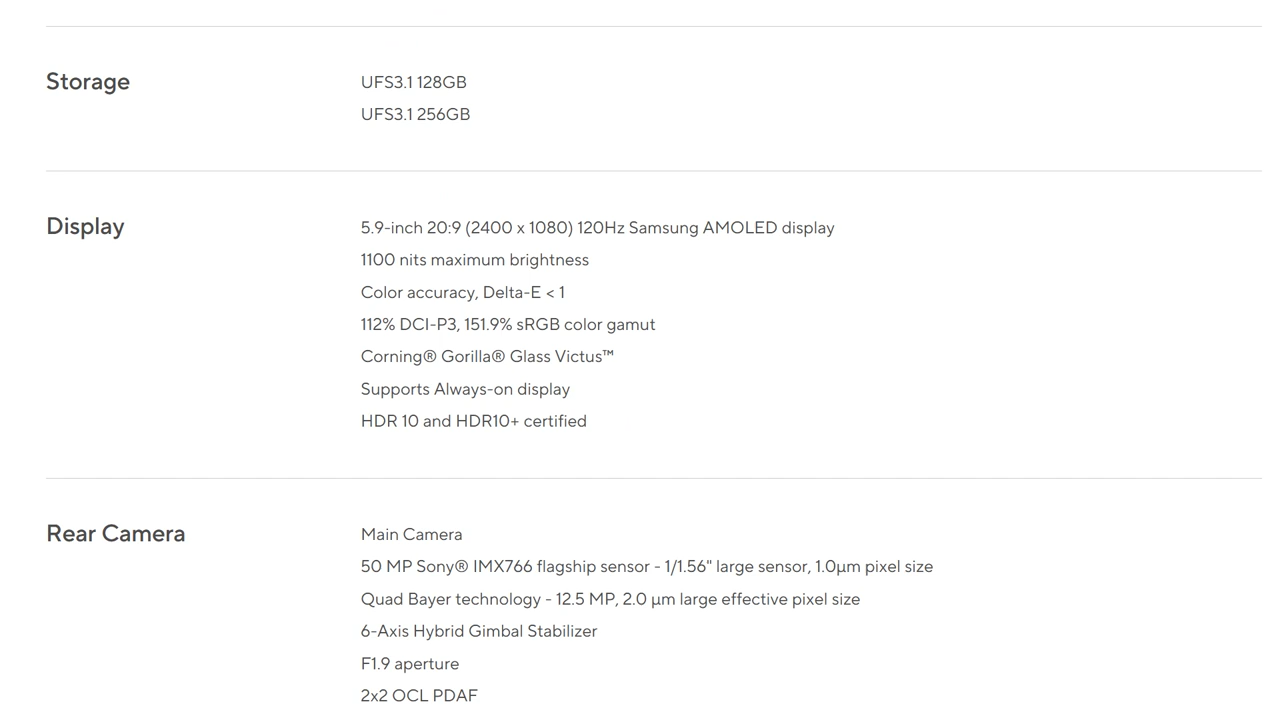 Storage
UFS3.1 128GB
UFS3.1 256GB
Display
5.9-inch 20:9 (2400 x 1080) 120Hz Samsung AMOLED display
1100 nits maximum brightness
Color accuracy, Delta-E < 1
112% DCI-P3, 151.9% sRGB color gamut
Corning® Gorilla® Glass Victus™
Supports Always-on display
HDR 10 and HDR10+ certified
Rear Camera
Main Camera
50 MP Sony® IMX766 flagship sensor - 1/1.56" large sensor, 1.0µm pixel size
Quad Bayer technology - 12.5 MP, 2.0 µm large effective pixel size
6-Axis Hybrid Gimbal Stabilizer
F1.9 aperture
2x2 OCL PDAF